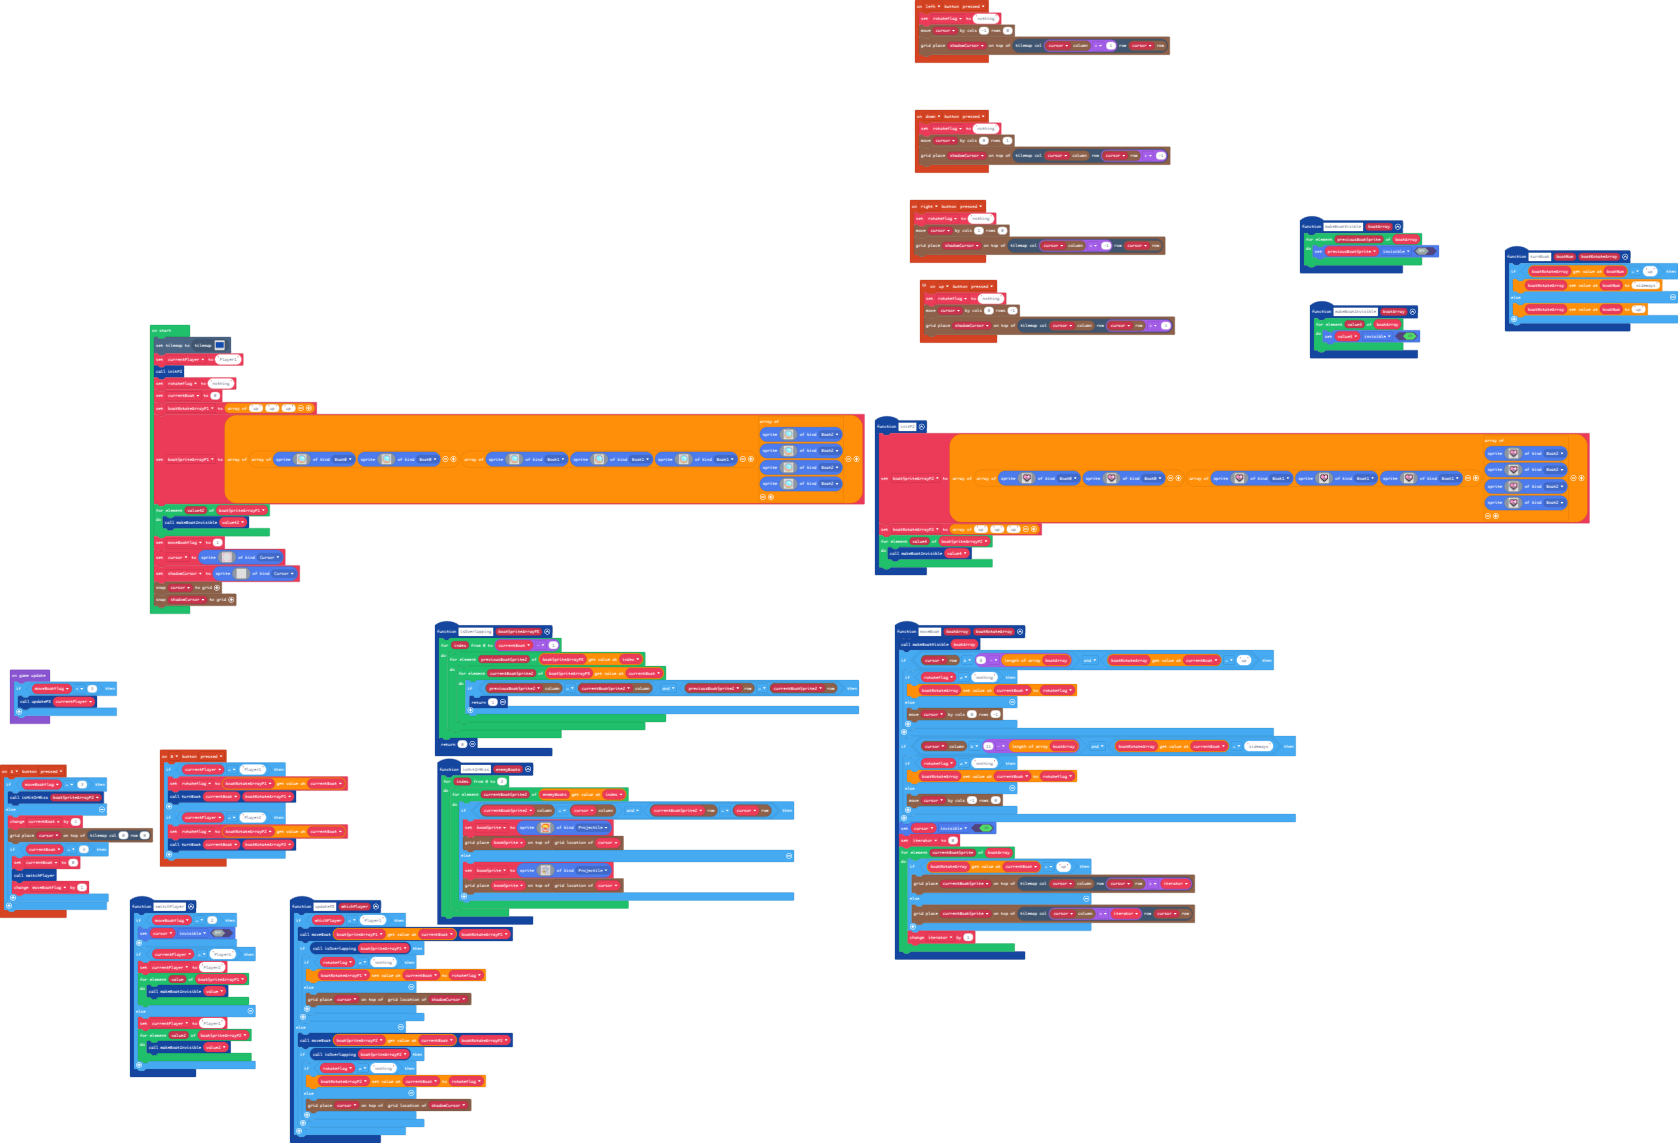 on left button pressed
set rotateFlag to nothing
move cursor by cols -1 rows 0
grid place shadowCursor on top of tilemap col cursor column + 1 row cursor row
on down button pressed
set rotateFlag to nothing
move cursor by cols 0 rows 1
grid place shadowCursor on top of tilemap col cursor column row cursor row + -1
on right button pressed
set rotateFlag to nothing
move cursor by cols 1 rows 0
grid place shadowCursor on top of tilemap col cursor column + -1 row cursor row
on up button pressed
set rotateFlag to nothing
move cursor by cols 0 rows -1
grid place shadowCursor on top of tilemap col cursor column row cursor row + 1
function makeBoatVisible boatArray
for element previousBoatSprite of boatArray
do set previousBoatSprite invisible
function makeBoatInvisible boatArray
for element value3 of boatArray
do set value3 invisible
function turnBoat boatNum boatRotateArray
if boatRotateArray get value at boatNum = up then
boatRotateArray set value at boatNum to sideways
else
boatRotateArray set value at boatNum to up
on start
set tilemap to tilemap
set currentPlayer to Player1
call initP2
set rotateFlag to nothing
set currentBoat to 0
set boatRotateArrayP1 to array of up up up
set boatSpriteArrayP1 to array of array of sprite of kind Boat0 sprite of kind Boat0 array of sprite of kind Boat1 sprite of kind Boat1 sprite of kind Boat1 array of
sprite of kind Boat2
sprite of kind Boat2
sprite of kind Boat2
sprite of kind Boat2
for element value42 of boatSpriteArrayP1
do call makeBoatInvisible value42
set moveBoatFlag to 1
set cursor to sprite of kind Cursor
set shadowCursor to sprite of kind Cursor
snap cursor to grid
snap shadowCursor to grid
function initP2
set boatSpriteArrayP2 to array of array of sprite of kind Boat0 sprite of kind Boat0 array of sprite of kind Boat1 sprite of kind Boat1 sprite of kind Boat1 array of
sprite of kind Boat2
sprite of kind Boat2
sprite of kind Boat2
sprite of kind Boat2
set boatRotateArrayP2 to array of up up up
for element value4 of boatSpriteArrayP2
do call makeBoatInvisible value4
on game update
if moveBoatFlag
then
call updatePX currentPlayer
function isOverlapping boatSpriteArrayPX
for index from 0 to currentBoat - 1
do for element previousBoatSprite2 of boatSpriteArrayPX get value at index
do for element currentBoatSprite2 of boatSpriteArrayPX get value at currentBoat
do if previousBoatSprite2 column = currentBoatSprite2 column and previousBoatSprite2 row = currentBoatSprite2 row then
return 1
return 0
function isHitOrMiss enemyBoats
for index from 0 to 2
do for element currentBoatSprite3 of enemyBoats get value at index
do if currentBoatSprite3 column = cursor column and currentBoatSprite3 row = cursor row then
set boomSprite to sprite of kind Projectile
grid place boomSprite on top of grid location of cursor
else
set boomSprite to sprite of kind Projectile
grid place boomSprite on top of grid location of cursor
function moveBoat boatArray boatRotateArray
call makeBoatVisible boatArray
if cursor row
length of array boatArray and boatRotateArray get value at currentBoat = up then
if rotateFlag
nothing then
boatRotateArray set value at currentBoat to rotateFlag
else
move cursor by cols 0 rows -1
if cursor column
length of array boatArray and boatRotateArray get value at currentBoat = sideways then
if rotateFlag
nothing then
boatRotateArray set value at currentBoat to rotateFlag
else
move cursor by cols -1 rows 0
set cursor invisible
set iterator to 0
for element currentBoatSprite of boatArray
do if boatRotateArray get value at currentBoat = up then
grid place currentBoatSprite on top of tilemap col cursor column row cursor row + iterator
else
grid place currentBoatSprite on top of tilemap col cursor column + iterator row cursor row
change iterator by 1
button pressed
if moveBoatFlag
then
call isHitOrMiss boatSpriteArrayP2
else
change currentBoat by 1
grid place cursor on top of tilemap col 0 row 0
if currentBoat
then
set currentBoat to 0
call switchPlayer
change moveBoatFlag by 1
button pressed
if currentPlayer = Player1 then
set rotateFlag to boatRotateArrayP1 get value at currentBoat
call turnBoat currentBoat boatRotateArrayP1
if currentPlayer = Player2 then
set rotateFlag to boatRotateArrayP2 get value at currentBoat
call turnBoat currentBoat boatRotateArrayP2
function switchPlayer
if moveBoatFlag = 2 then
set cursor invisible
if currentPlayer = Player1 then
set currentPlayer to Player2
for element value of boatSpriteArrayP1
do call makeBoatInvisible value
else
set currentPlayer to Player1
for element value2 of boatSpriteArrayP2
do call makeBoatInvisible value2
function updatePX whichPlayer
if whichPlayer = Player1 then
call moveBoat boatSpriteArrayP1 get value at currentBoat boatRotateArrayP1
if call isOverlapping boatSpriteArrayP1 then
if rotateFlag
nothing then
boatRotateArrayP1 set value at currentBoat to rotateFlag
else
grid place cursor on top of grid location of shadowCursor
else
call moveBoat boatSpriteArrayP2 get value at currentBoat boatRotateArrayP2
if call isOverlapping boatSpriteArrayP2 then
if rotateFlag
nothing then
boatRotateArrayP2 set value at currentBoat to rotateFlag
else
grid place cursor on top of grid location of shadowCursor